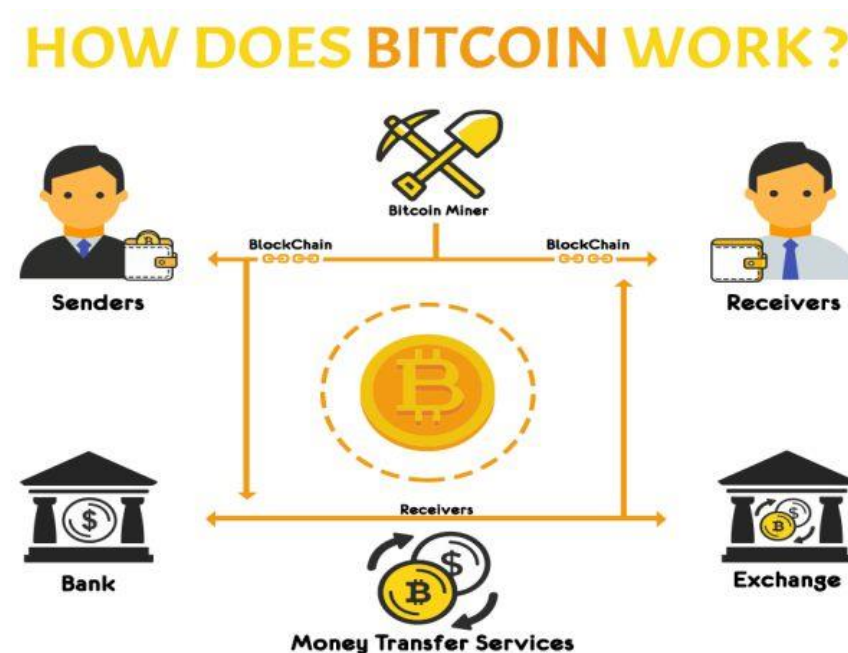 HOW DOES BITCOIN WORK?
Bitcoin Miner
BlockChain
BlockChain
Senders
Receivers
Receivers
Bank
Exchange
Money Transfer Services